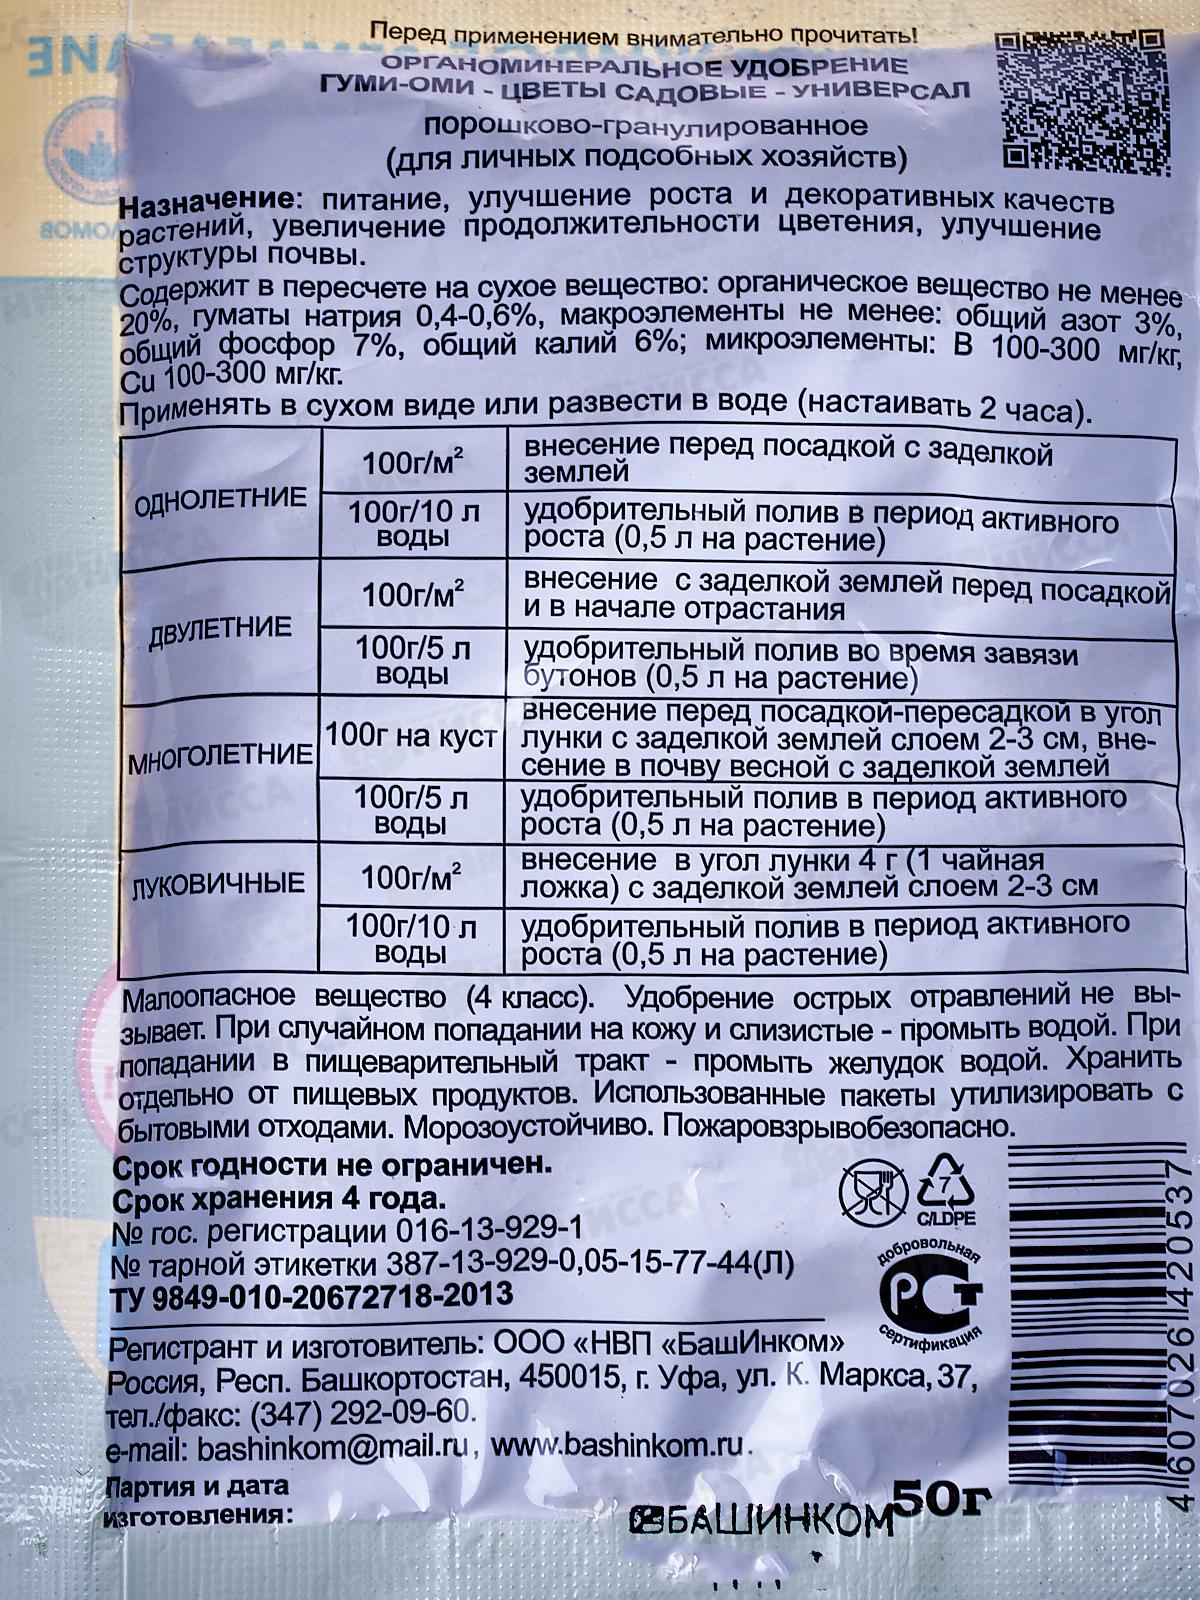 Перед применением внимательно прочитать!
ОРГАНОМИНЕРАЛЬНОЕ УДОБРЕНИЕ
ГУМИ-ОМИ - ЦВЕТЫ САДОВЫЕ - УНИВЕРСАЛ
ПОРОШКОВО-ГРАНУЛИРОВАННОЕ
(для личных подсобных хозяйств)
Назначение: питание, улучшение роста и декоративных качеств
растений, увеличение продолжительности цветения, улучшение
структуры почвы.
Содержит в пересчете на сухое вещество: органическое вещество не менее
20%, гуматы натрия 0,4-0,6%, макроэлементы не менее: общий азот 3%,
общий фосфор 7%, общий калий 6%; микроэлементы: В 100-300 мг/кг,
Cu 100-300 мг/кг.
Применять в сухом виде или развести в воде (настаивать 2 часа).
ОДНОЛЕТНИЕ
100г/м²
внесение перед посадкой с заделкой
землей
100г/10 л
воды
удобрительный полив в период активного
роста (0,5 л на растение)
ДВУЛЕТНИЕ
100г/м²
внесение с заделкой землей перед посадкой
и в начале отрастания
100г/5 л
воды
удобрительный полив во время завязи
бутонов (0,5 л на растение)
МНОГОЛЕТНИЕ
100г на куст
внесение перед посадкой-пересадкой в угол
лунки с заделкой землей слоем 2-3 см, вне-
сение в почву весной с заделкой землей
100г/5 л
воды
удобрительный полив в период активного
роста (0,5 л на растение)
ЛУКОВИЧНЫЕ
100г/м²
внесение в угол лунки 4 г (1 чайная
ложка) с заделкой землей слоем 2-3 см
100г/10 л
воды
удобрительный полив в период активного
роста (0,5 л на растение)
Малоопасное вещество (4 класс). Удобрение острых отравлений не вы-
зывает. При случайном попадании на кожу и слизистые - промыть водой. При
попадании в пищеварительный тракт - промыть желудок водой. Хранить
отдельно от пищевых продуктов. Использованные пакеты утилизировать с
бытовыми отходами. Морозоустойчиво. Пожаровзрывобезопасно.
Срок годности не ограничен.
Срок хранения 4 года.
№ гос. регистрации 016-13-929-1
№ тарной этикетки 387-13-929-0,05-15-77-44(Л)
ТУ 9849-010-20672718-2013
7
C/LDPE
добровольная
РСТ
сертификация
Регистрант и изготовитель: ООО «НВП «БашИнком»
Россия, Респ. Башкортостан, 450015, г. Уфа, ул. К. Маркса, 37,
тел./факс: (347) 292-09-60.
e-mail: bashinkom@mail.ru, www.bashinkom.ru.
Партия и дата
изготовления:
БАШИНКОМ
50г
4607026420537